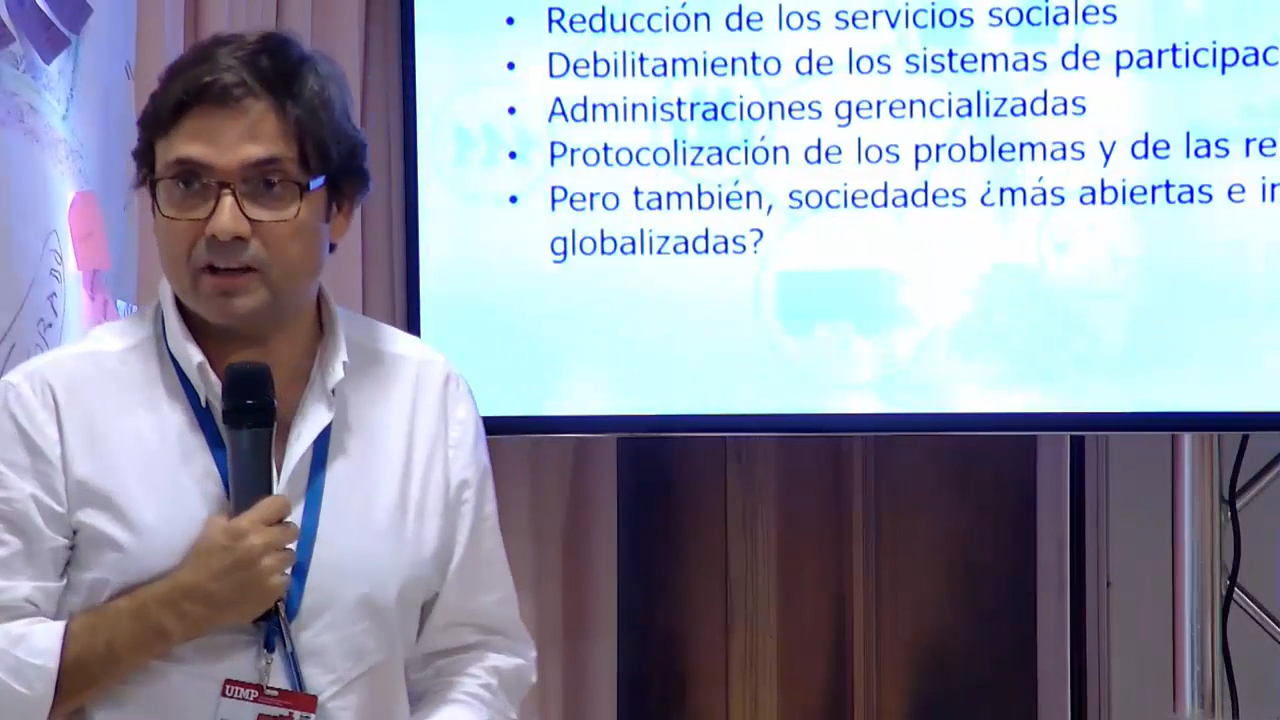 • Reducción de los servicios sociales
• Debilitamiento de los sistemas de participac
• Administraciones gerencializadas
• Protocolización de los problemas y de las re
• Pero también, sociedades ¿más abiertas e in
globalizadas?
UIMP